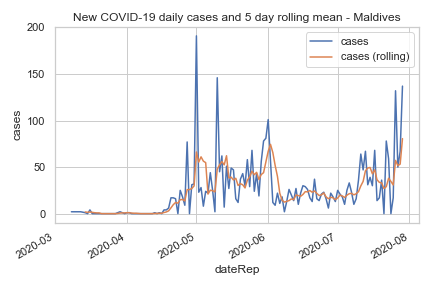 New COVID-19 daily cases and 5 day rolling mean - Maldives
cases
cases (rolling)
200
150
100
50
0
cases
2020-03
2020-04
2020-05
2020-06
2020-07
2020-08
dateRep